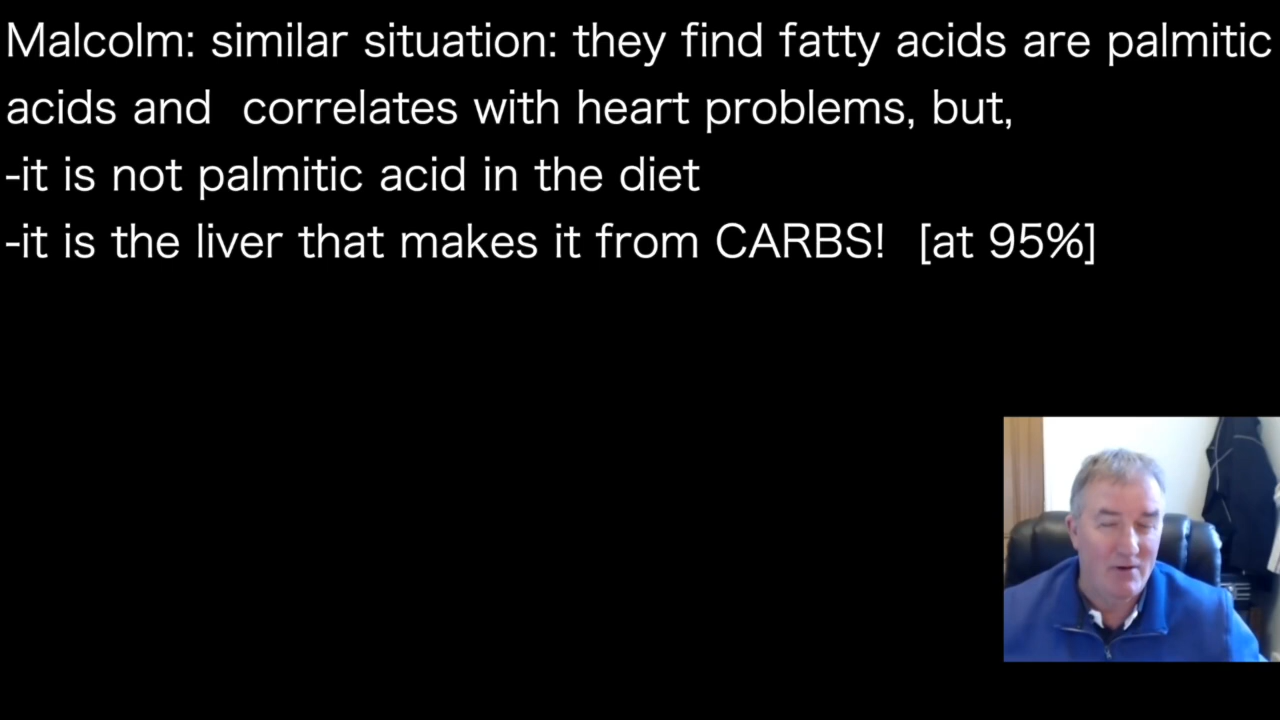 Malcolm: similar situation: they find fatty acids are palmitic
acids and  correlates with heart problems, but,
-it is not palmitic acid in the diet
-it is the liver that makes it from CARBS!  [at 95%]